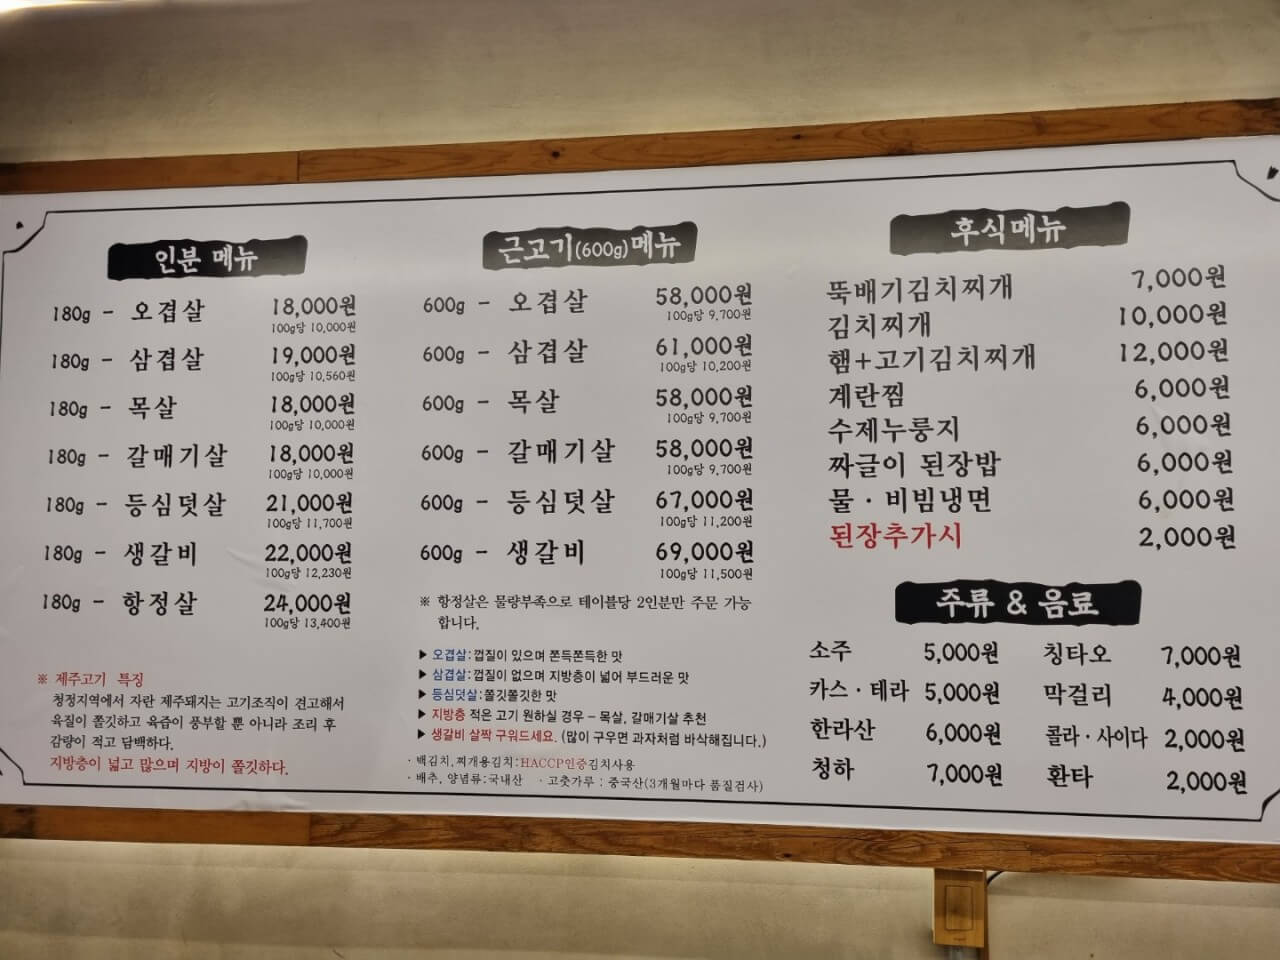 인분 메뉴
180g - 오겹살 18,000원
100g당 10,000원
180g - 삼겹살 19,000원
100g당 10,560원
180g - 목살 18,000원
100g당 10,000원
180g - 갈매기살 18,000원
100g당 10,000원
180g - 등심덧살 21,000원
100g당 11,700원
180g - 생갈비 22,000원
100g당 12,230원
180g - 항정살 24,000원
100g당 13,400원
※ 제주고기 특징
청정지역에서 자란 제주돼지는 고기조직이 견고해서
육질이 쫄깃하고 육즙이 풍부할 뿐 아니라 조리 후
감량이 적고 담백하다.
지방층이 넓고 많으며 지방이 쫄깃하다.
근고기(600g)메뉴
600g - 오겹살 58,000원
100g당 9,700원
600g - 삼겹살 61,000원
100g당 10,200원
600g - 목살 58,000원
100g당 9,700원
600g - 갈매기살 58,000원
100g당 9,700원
600g - 등심덧살 67,000원
100g당 11,200원
600g - 생갈비 69,000원
100g당 11,500원
※ 항정살은 물량부족으로 테이블당 2인분만 주문 가능
합니다.
▶ 오겹살:껍질이 있으며 쫀득쫀득한 맛
▶ 삼겹살:껍질이 없으며 지방층이 넓어 부드러운 맛
▶ 등심덧살:쫄깃쫄깃한 맛
▶ 지방층 적은 고기 원하실 경우 - 목살, 갈매기살 추천
▶ 생갈비 살짝 구워드세요. (많이 구우면 과자처럼 바삭해집니다.)
· 백김치,찌개용김치:HACCP인증김치사용
· 배추, 양념류:국내산 · 고춧가루 : 중국산(3개월마다 품질검사)
후식메뉴
뚝배기김치찌개 7,000원
김치찌개 10,000원
햄+고기김치찌개 12,000원
계란찜 6,000원
수제누룽지 6,000원
짜글이 된장밥 6,000원
물·비빔냉면 6,000원
된장추가시 2,000원
주류 & 음료
소주 5,000원 칭타오 7,000원
카스·테라 5,000원 막걸리 4,000원
한라산 6,000원 콜라·사이다 2,000원
청하 7,000원 환타 2,000원